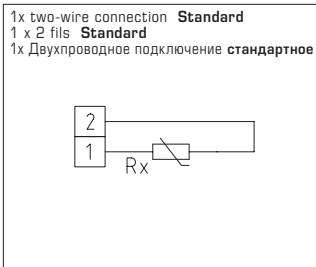 1x two-wire connection Standard
1 x 2 fils Standard
1x Двухпроводное подключение стандартное
2
1
Rx